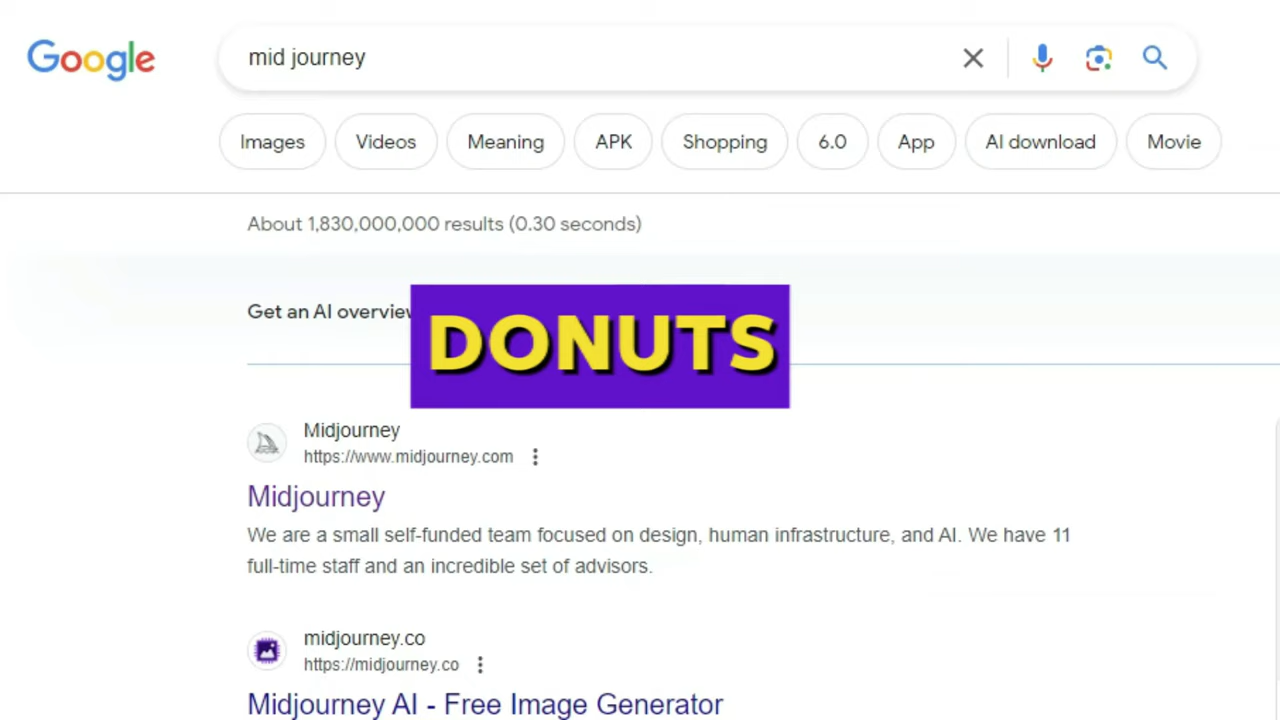 Google
mid journey
Images Videos Meaning APK Shopping 6.0 App AI download Movie
About 1,830,000,000 results (0.30 seconds)
Get an AI overview
DONUTS
Midjourney
https://www.midjourney.com
Midjourney
We are a small self-funded team focused on design, human infrastructure, and AI. We have 11
full-time staff and an incredible set of advisors.
midjourney.co
https://midjourney.co
Midjourney AI - Free Image Generator